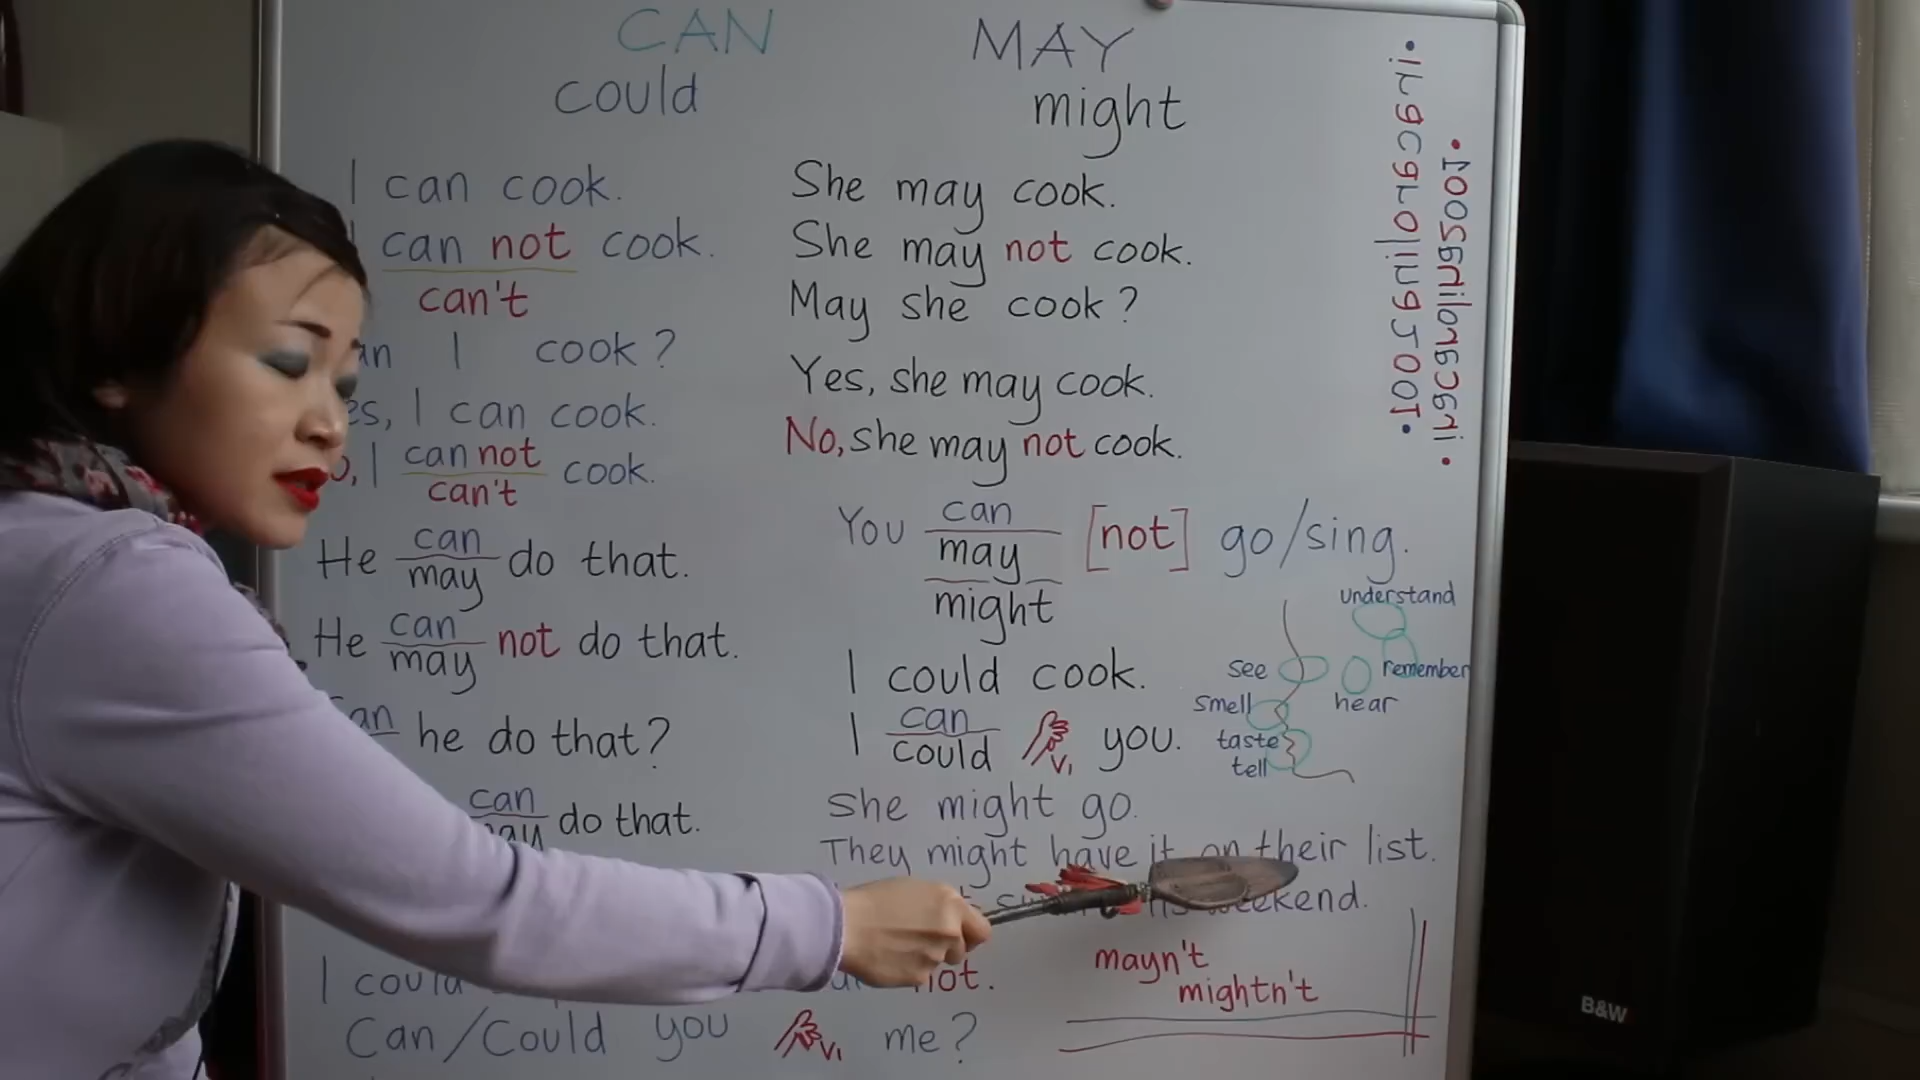 CAN MAY
could might
I can cook.
can not cook.
can't
I cook?
I can cook.
I can not cook.
can't
He can do that.
may
He can not do that.
may
he do that?
can do that.
She may cook.
She may not cook.
May she cook?
Yes, she may cook.
No, she may not cook.
You can [not] go/sing.
may
might
I could cook.
I can you.
could V1
understand
see remember
smell hear
taste
tell
She might go.
They might have it on their list.
weekend.
mayn't
mightn't
I could not.
Can/Could you V1 me?
B&W